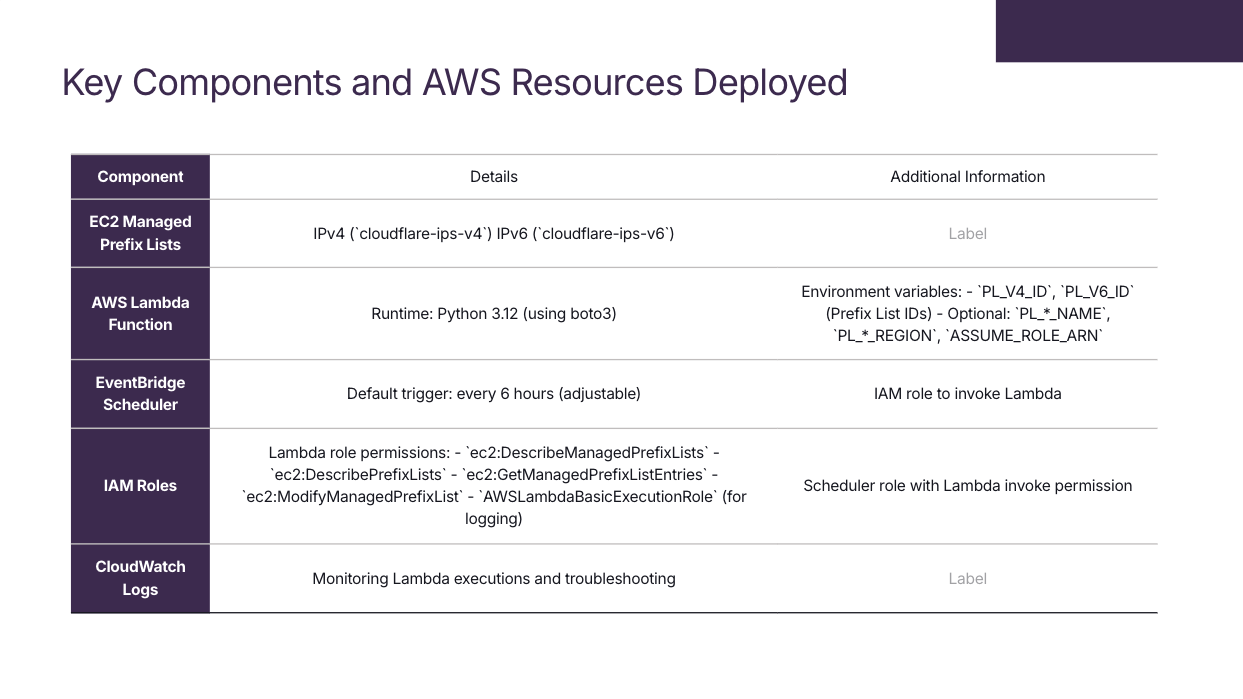 Key Components and AWS Resources Deployed
Component
Details
Additional Information
EC2 Managed
Prefix Lists
IPv4 (`cloudflare-ips-v4`) IPv6 (`cloudflare-ips-v6`)
Label
AWS Lambda
Function
Runtime: Python 3.12 (using boto3)
Environment variables: - `PL_V4_ID`, `PL_V6_ID`
(Prefix List IDs) - Optional: `PL_*_NAME`,
`PL_*_REGION`, `ASSUME_ROLE_ARN`
EventBridge
Scheduler
Default trigger: every 6 hours (adjustable)
IAM role to invoke Lambda
IAM Roles
Lambda role permissions: - `ec2:DescribeManagedPrefixLists` -
`ec2:DescribePrefixLists` - `ec2:GetManagedPrefixListEntries` -
`ec2:ModifyManagedPrefixList` - `AWSLambdaBasicExecutionRole` (for
logging)
Scheduler role with Lambda invoke permission
CloudWatch
Logs
Monitoring Lambda executions and troubleshooting
Label